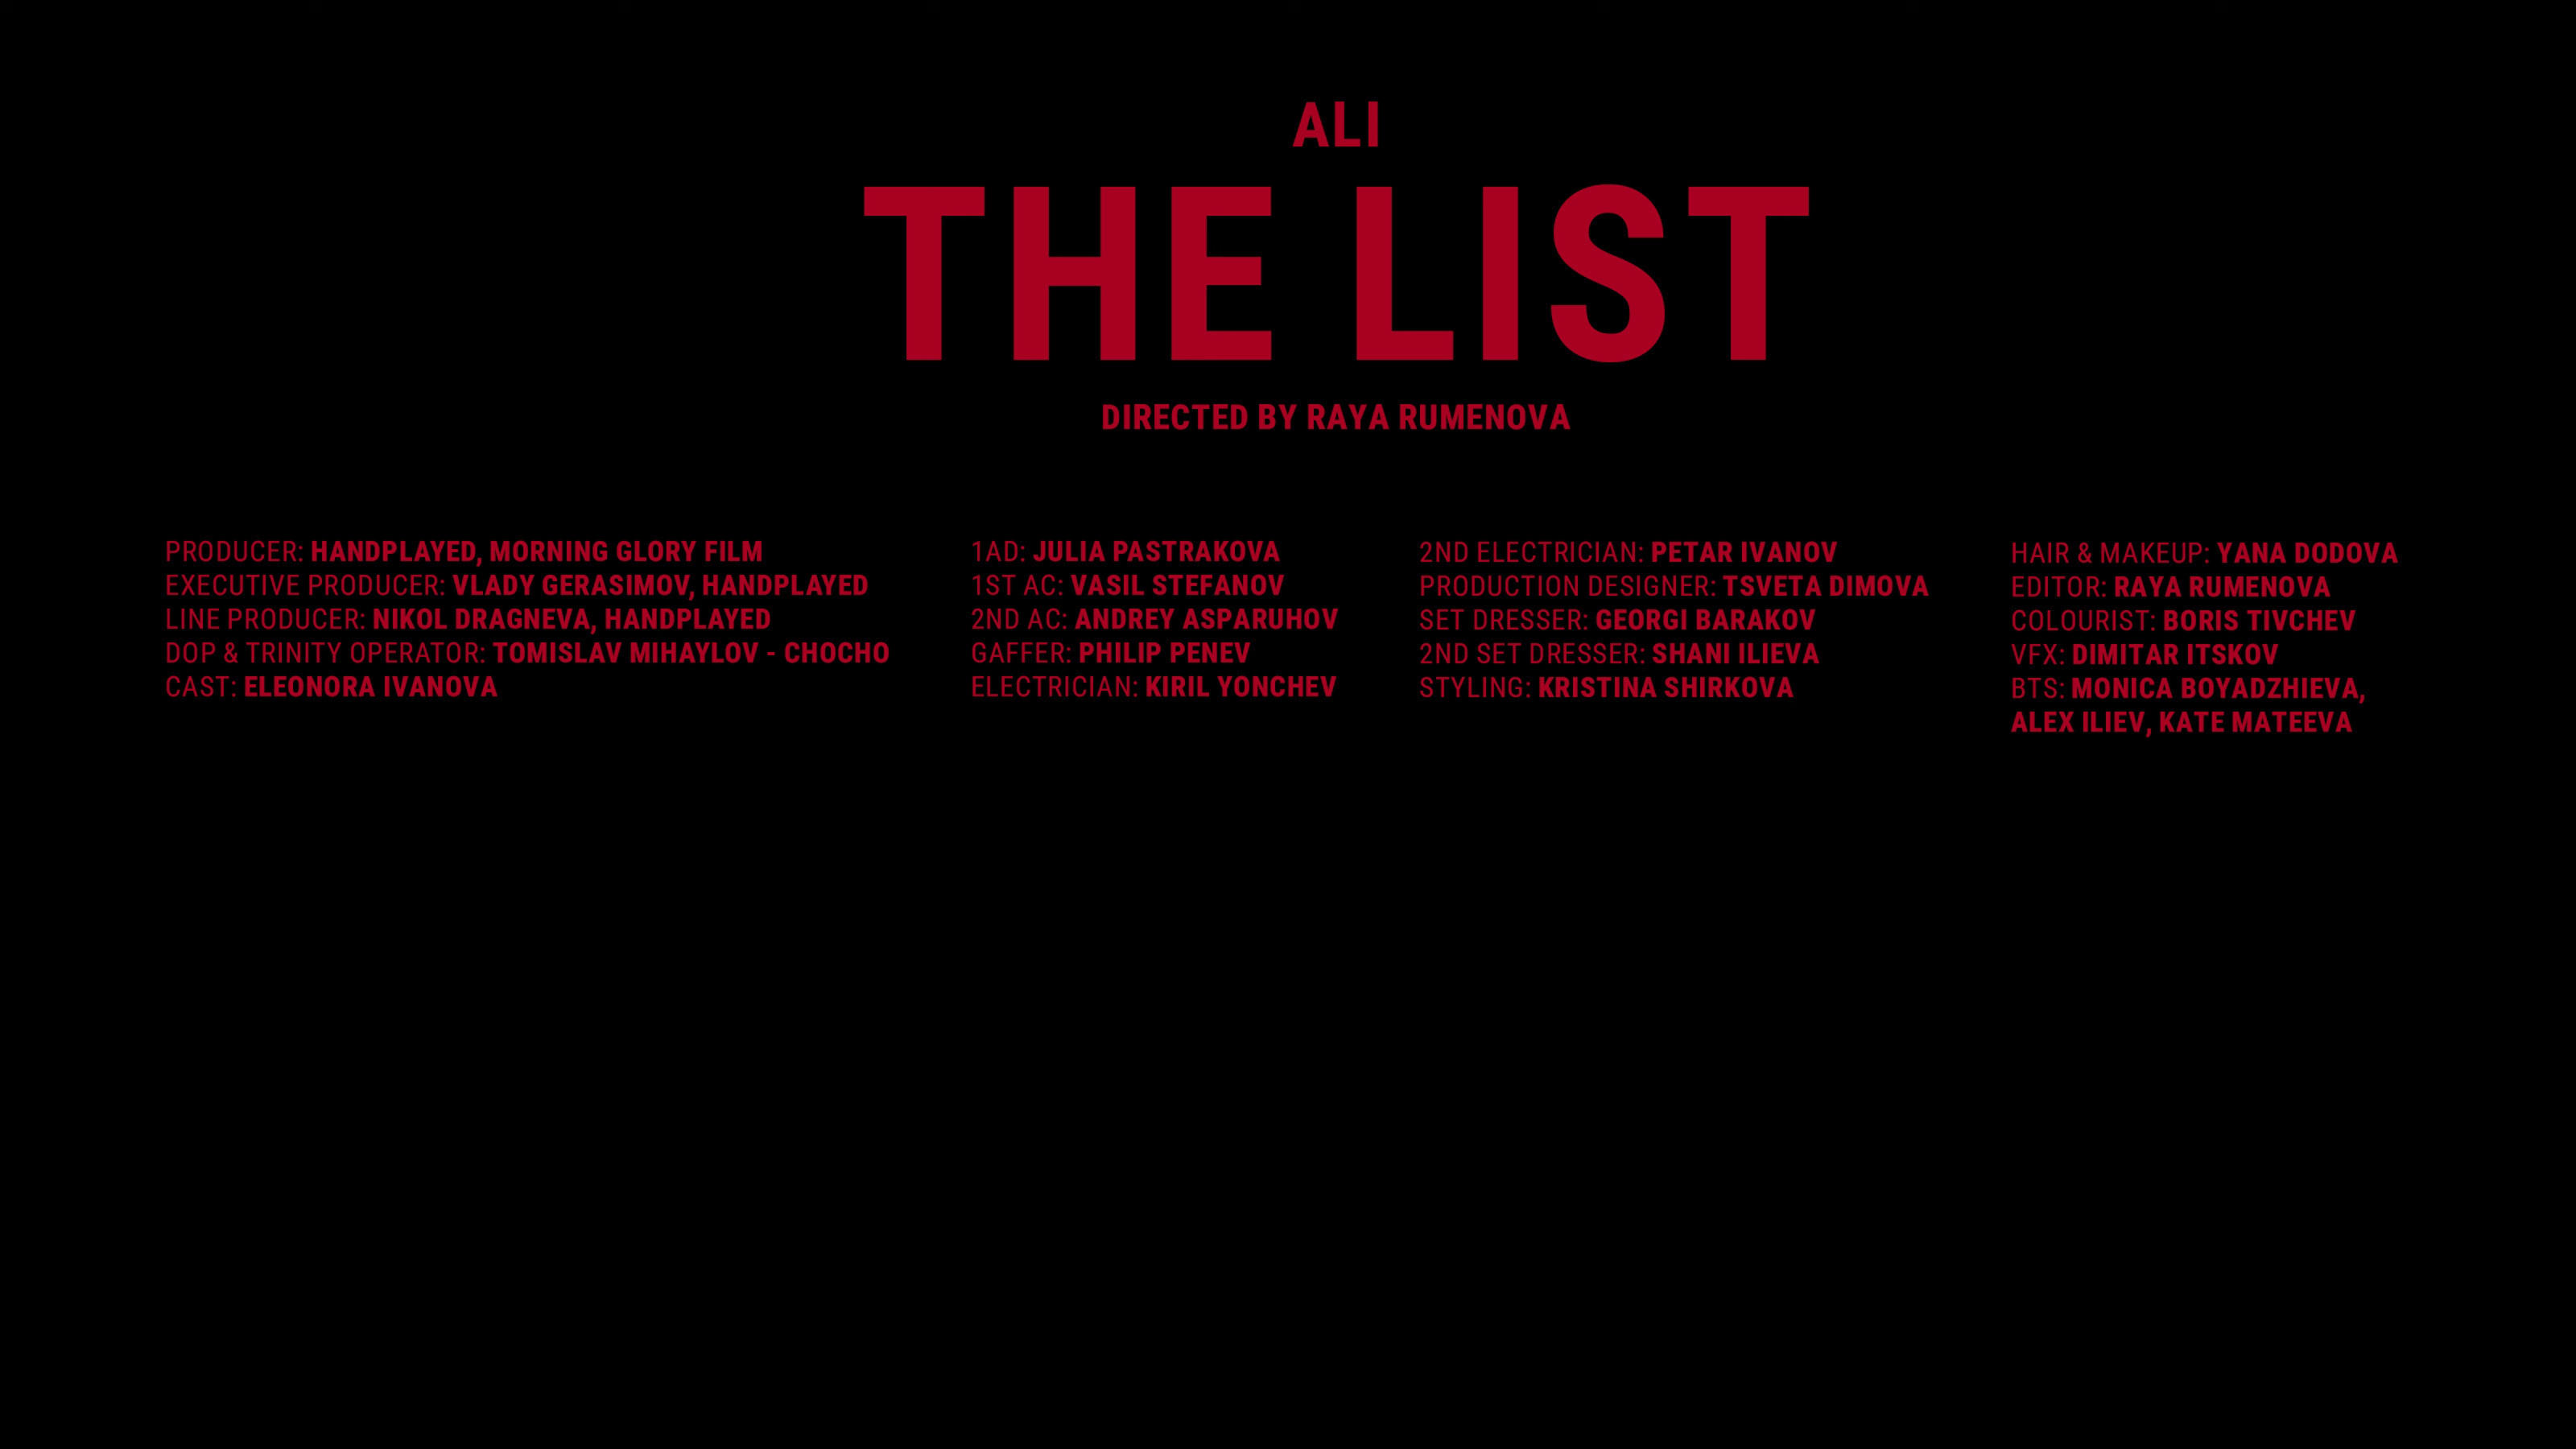 ALI
THE LIST
DIRECTED BY RAYA RUMENOVA
PRODUCER: HANDPLAYED, MORNING GLORY FILM
EXECUTIVE PRODUCER: VLADY GERASIMOV, HANDPLAYED
LINE PRODUCER: NIKOL DRAGNEVA, HANDPLAYED
DOP & TRINITY OPERATOR: TOMISLAV MIHAYLOV - CHOCHO
CAST: ELEONORA IVANOVA
1AD: JULIA PASTRAKOVA
1ST AC: VASIL STEFANOV
2ND AC: ANDREY ASPARUHOV
GAFFER: PHILIP PENEV
ELECTRICIAN: KIRIL YONCHEV
2ND ELECTRICIAN: PETAR IVANOV
PRODUCTION DESIGNER: TSVETA DIMOVA
SET DRESSER: GEORGI BARAKOV
2ND SET DRESSER: SHANI ILIEVA
STYLING: KRISTINA SHIRKOVA
HAIR & MAKEUP: YANA DODOVA
EDITOR: RAYA RUMENOVA
COLOURIST: BORIS TIVCHEV
VFX: DIMITAR ITSKOV
BTS: MONICA BOYADZHIEVA,
ALEX ILIEV, KATE MATEEVA